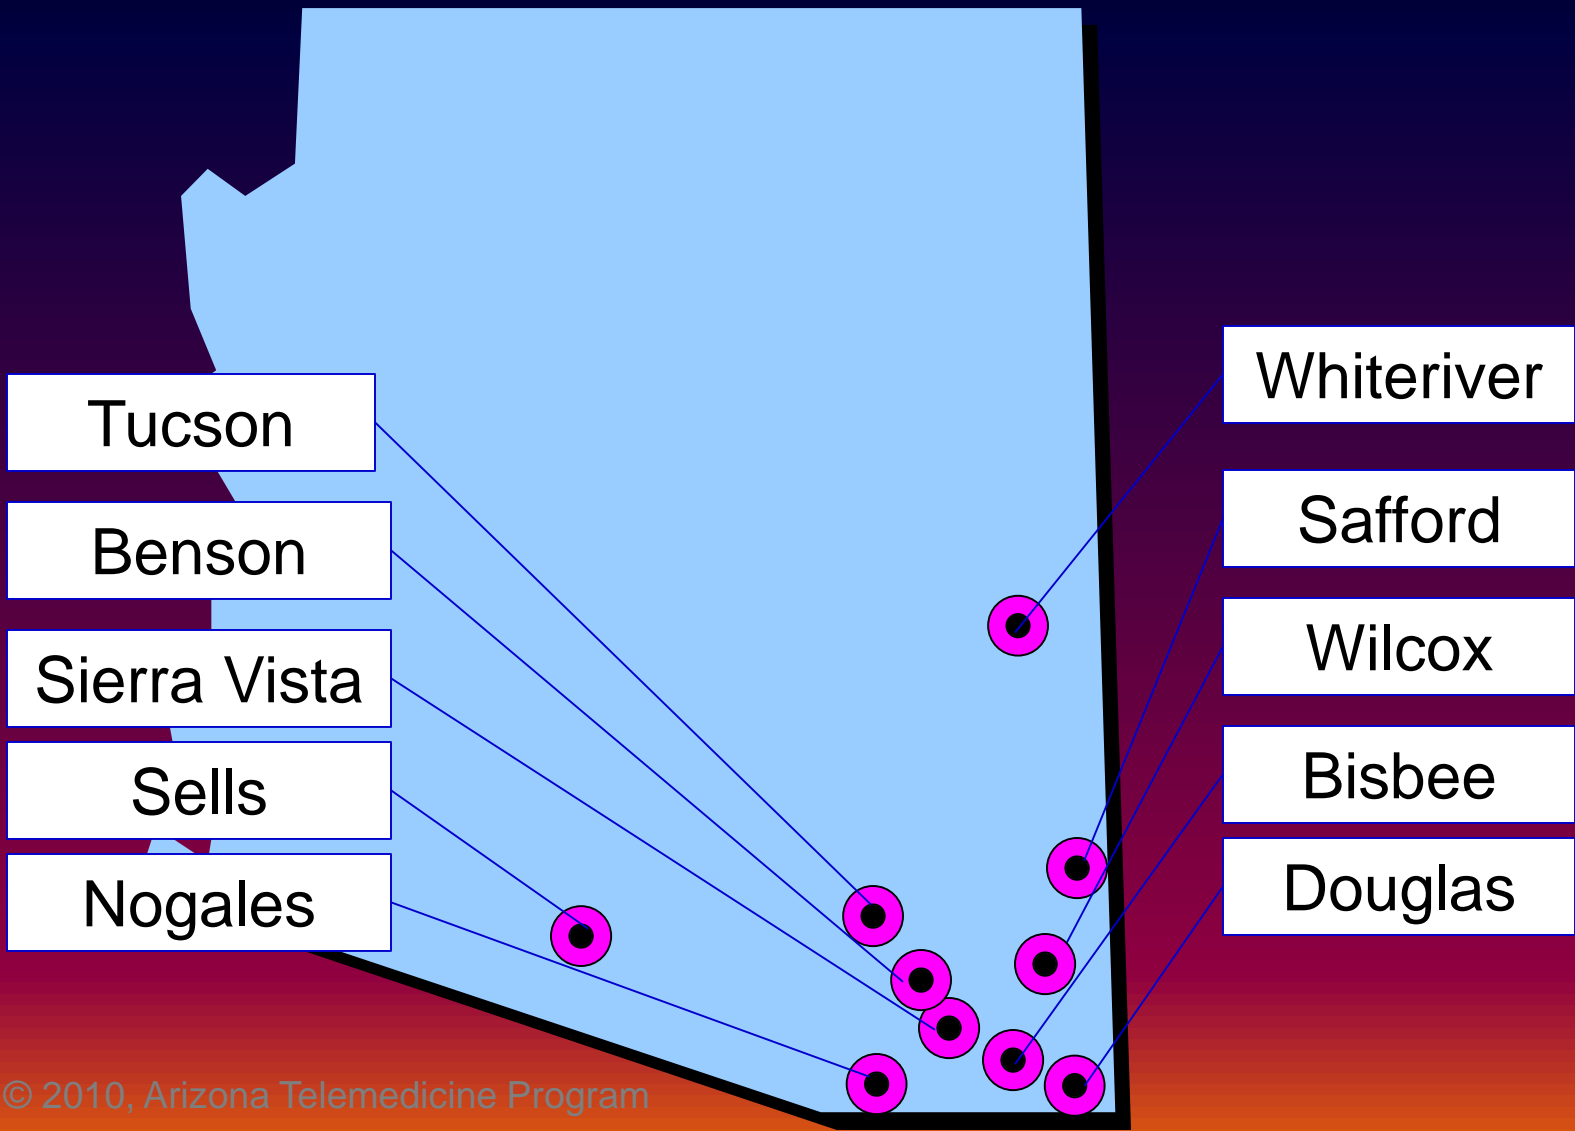 Tucson
Benson
Sierra Vista
Sells
Nogales
Whiteriver
Safford
Wilcox
Bisbee
Douglas
© 2010, Arizona Telemedicine Program